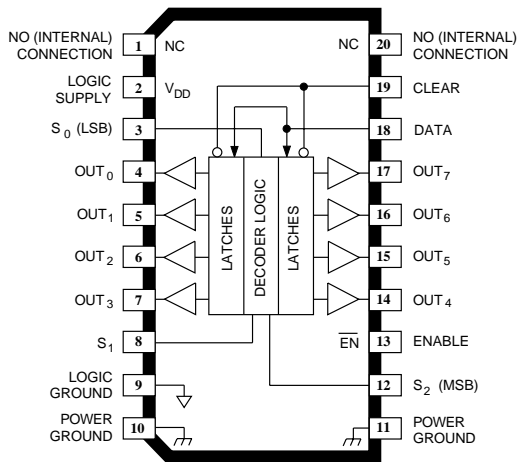 NO (INTERNAL)
CONNECTION
1
NC
NC
20
NO (INTERNAL)
CONNECTION
LOGIC
SUPPLY
2
VDD
19
CLEAR
S0 (LSB)
3
18
DATA
OUT0
4
17
OUT7
OUT1
5
16
OUT6
OUT2
6
15
OUT5
OUT3
7
14
OUT4
LATCHES
DECODER LOGIC
LATCHES
S1
8
EN
13
ENABLE
LOGIC
GROUND
9
12
S2 (MSB)
POWER
GROUND
10
11
POWER
GROUND